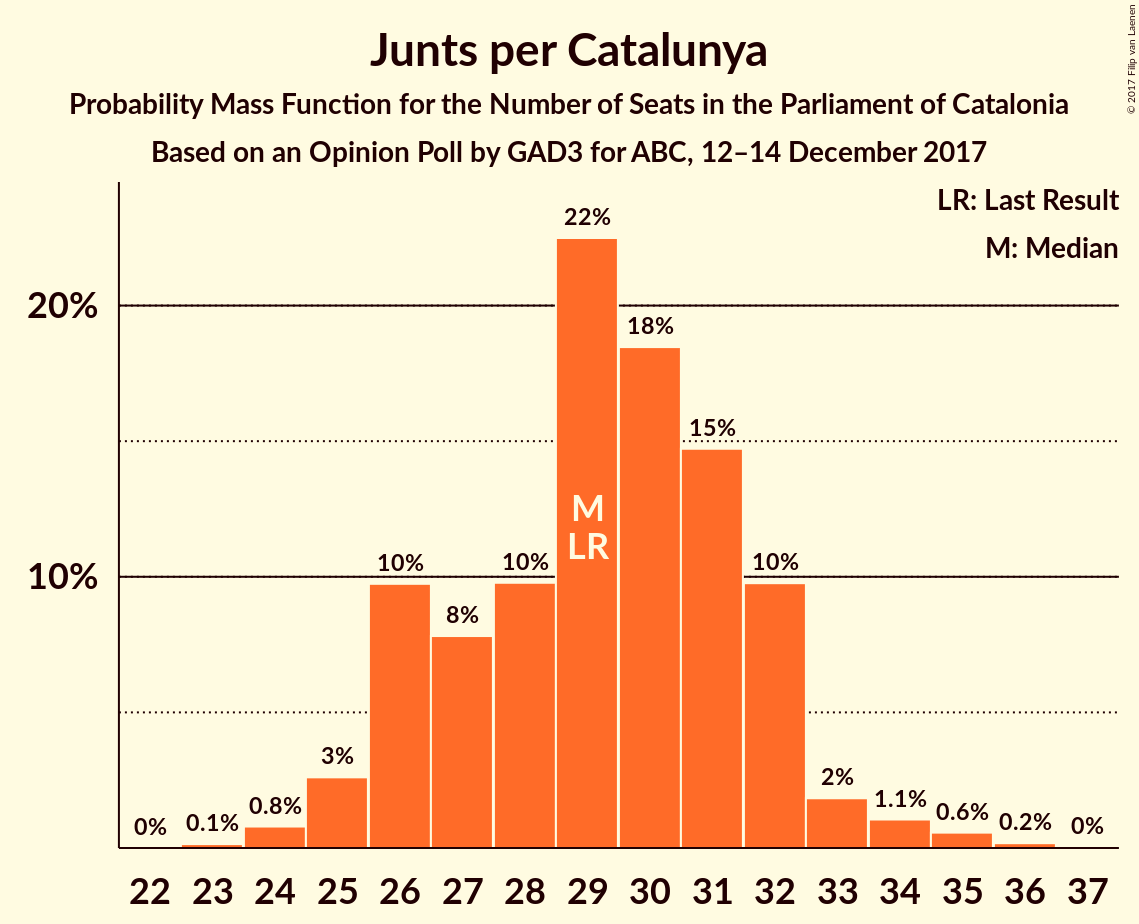 © 2017 Filip van Laenen
Junts per Catalunya
Probability Mass Function for the Number of Seats in the Parliament of Catalonia
Based on an Opinion Poll by GAD3 for ABC, 12–14 December 2017
LR: Last Result
M: Median
20%
10%
0%
0.1%
0.8%
3%
10%
8%
10%
22%
18%
15%
10%
2%
1.1%
0.6%
0.2%
0%
M
LR
22 23 24 25 26 27 28 29 30 31 32 33 34 35 36 37